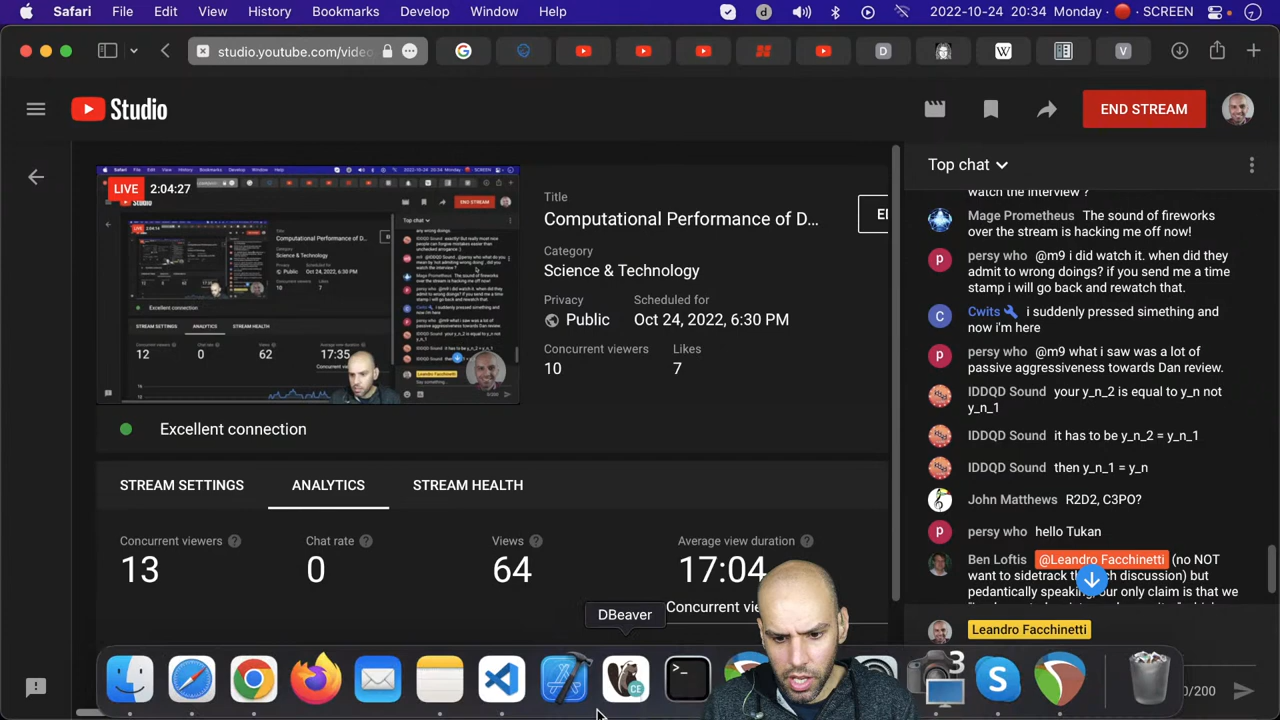 Safari File Edit View History Bookmarks Develop Window Help 2022-10-24 20:34 Monday SCREEN
studio.youtube.com/video
Studio
END STREAM
LIVE 2:04:27
Title
Computational Performance of D...
Category
Science & Technology
Privacy Scheduled for
Public Oct 24, 2022, 6:30 PM
Concurrent viewers Likes
10 7
Excellent connection
STREAM SETTINGS ANALYTICS STREAM HEALTH
Concurrent viewers Chat rate Views Average view duration
13 0 64 17:04
Concurrent
DBeaver
Top chat
watch the interview ?
Mage Prometheus The sound of fireworks
over the stream is hacking me off now!
persy who @m9 i did watch it. when did they
admit to wrong doings? if you send me a time
stamp i will go back and rewatch that.
Cwits i suddenly pressed similing and
now i'm here
persy who @m9 what i saw was a lot of
passive aggressiveness towards Dan review.
IDDQD Sound your y_n_2 is equal to y_n not
y_n_1
IDDQD Sound it has to be y_n_2 = y_n_1
IDDQD Sound then y_n_1 = y_n
John Matthews R2D2, C3PO?
persy who hello Tukan
Ben Loftis @Leandro Facchinetti (no NOT
want to sidetrack discussion) but
pedantically speaking, our only claim is that we
Leandro Facchinetti
/200
3